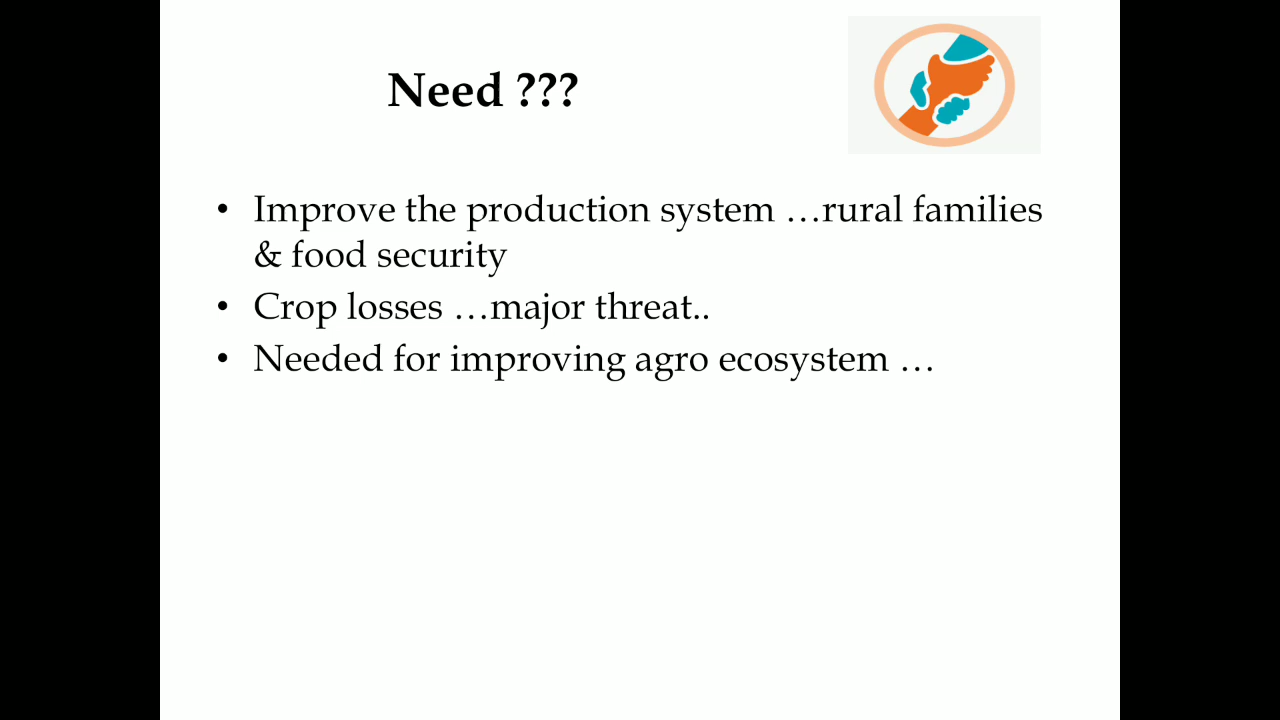 Need ???
• Improve the production system …rural families
& food security
• Crop losses …major threat..
• Needed for improving agro ecosystem …